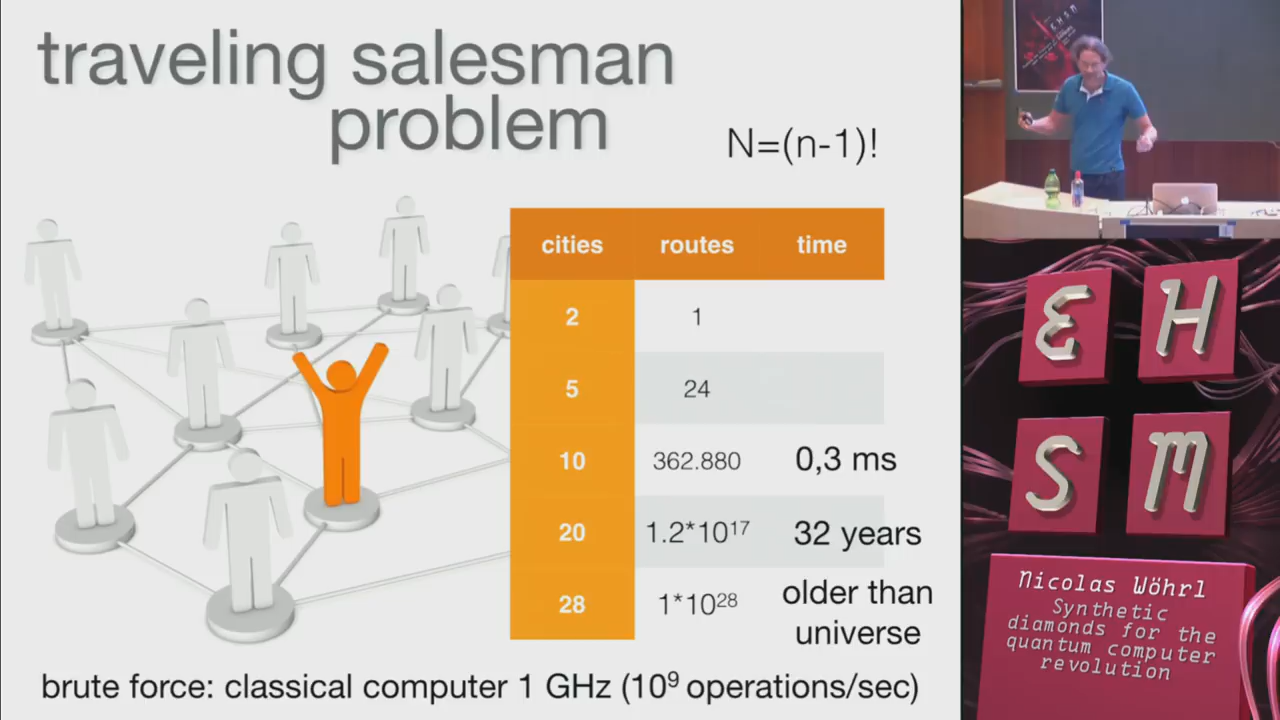 traveling salesman
problem
N=(n-1)!
cities routes time
2 1
5 24
10 362.880 0,3 ms
20 1.2*10¹⁷ 32 years
28 1*10²⁸ older than
universe
brute force: classical computer 1 GHz (10⁹ operations/sec)
E H
S M
Nicolas Wöhrl
Synthetic
diamonds for the
quantum computer
revolution